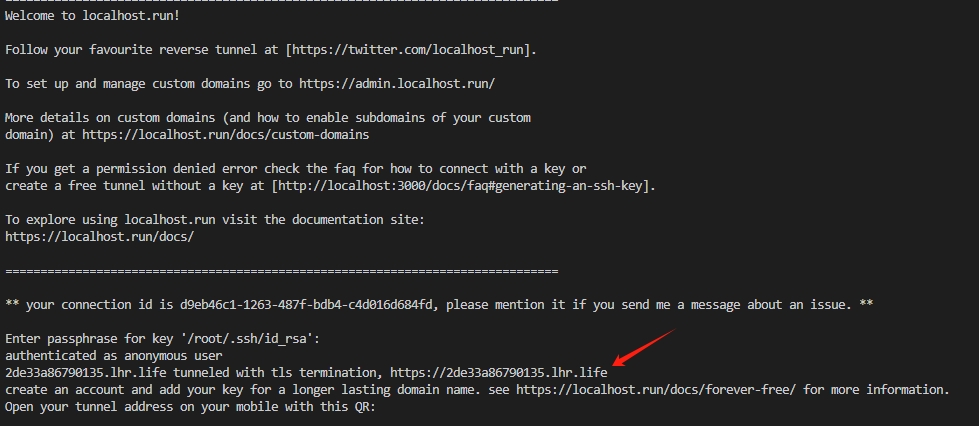 ===============================================================================
Welcome to localhost.run!
Follow your favourite reverse tunnel at [https://twitter.com/localhost_run].
To set up and manage custom domains go to https://admin.localhost.run/
More details on custom domains (and how to enable subdomains of your custom
domain) at https://localhost.run/docs/custom-domains
If you get a permission denied error check the faq for how to connect with a key or
create a free tunnel without a key at [http://localhost:3000/docs/faq#generating-an-ssh-key].
To explore using localhost.run visit the documentation site:
https://localhost.run/docs/
===============================================================================
** your connection id is d9eb46c1-1263-487f-bdb4-c4d016d684fd, please mention it if you send me a message about an issue. **
Enter passphrase for key '/root/.ssh/id_rsa':
authenticated as anonymous user
2de33a86790135.lhr.life tunneled with tls termination, https://2de33a86790135.lhr.life
create an account and add your key for a longer lasting domain name. see https://localhost.run/docs/forever-free/ for more information.
Open your tunnel address on your mobile with this QR: